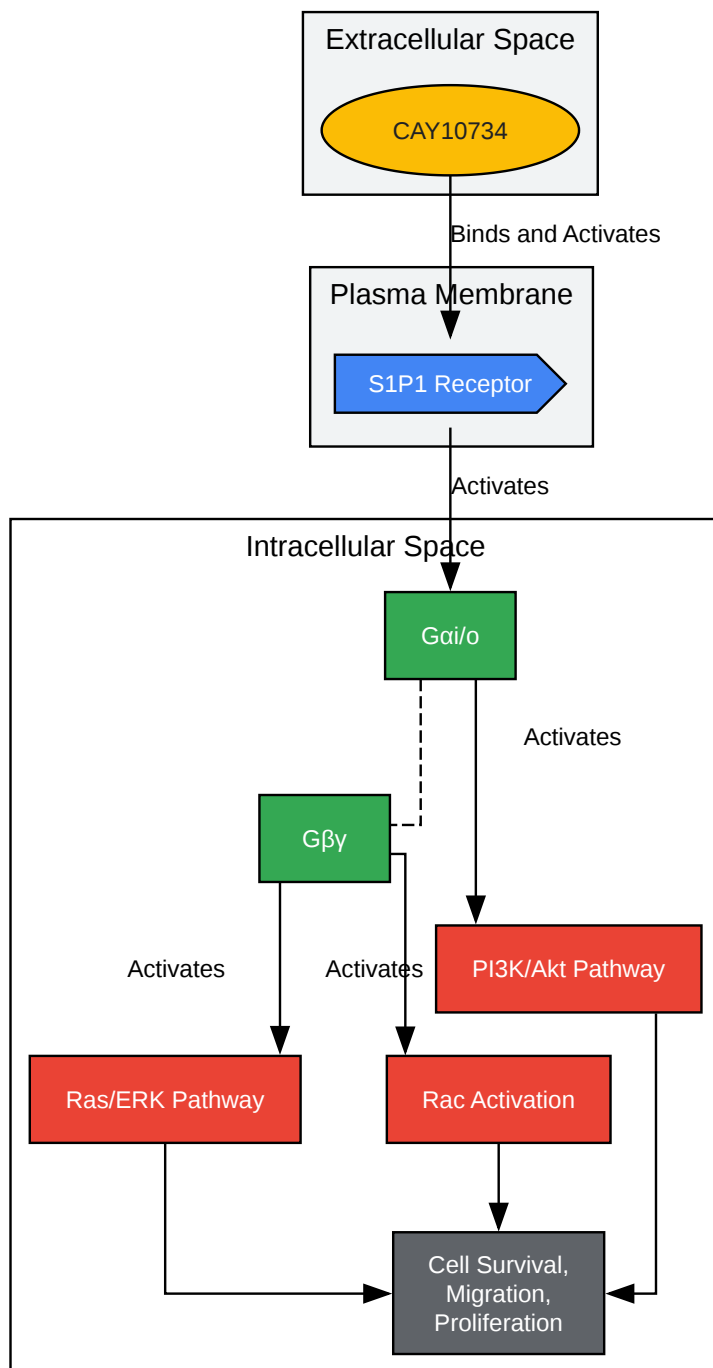 Extracellular Space
CAY10734
Binds and Activates
Plasma Membrane
S1P1 Receptor
Activates
Intracellular Space
Gαi/o
Activates
Gβγ
Activates
Activates
PI3K/Akt Pathway
Ras/ERK Pathway
Rac Activation
Cell Survival,
Migration,
Proliferation